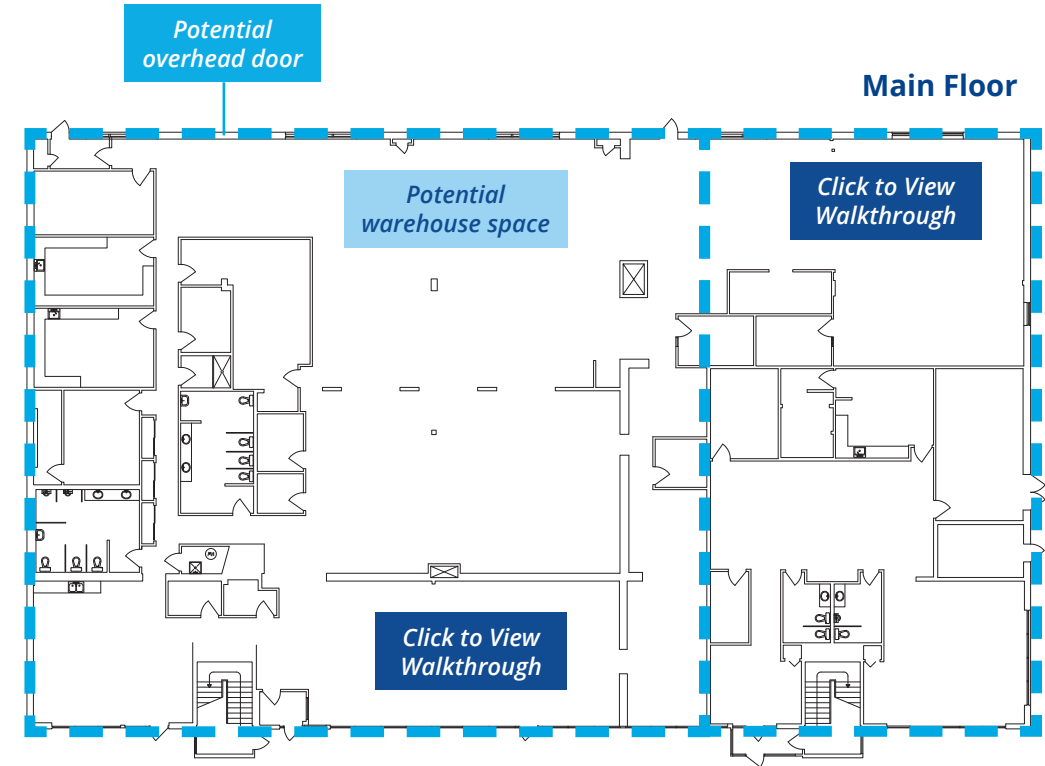 Potential
overhead door
Main Floor
Potential
warehouse space
Click to View
Walkthrough
Click to View
Walkthrough